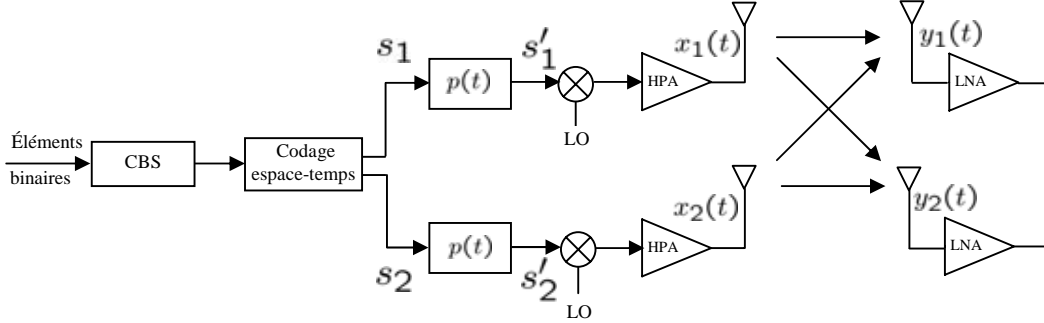 Éléments
binaires
CBS
Codage
espace-temps
s₁
p(t)
s′₁
LO
HPA
x₁(t)
y₁(t)
LNA
s₂
p(t)
s′₂
LO
HPA
x₂(t)
y₂(t)
LNA